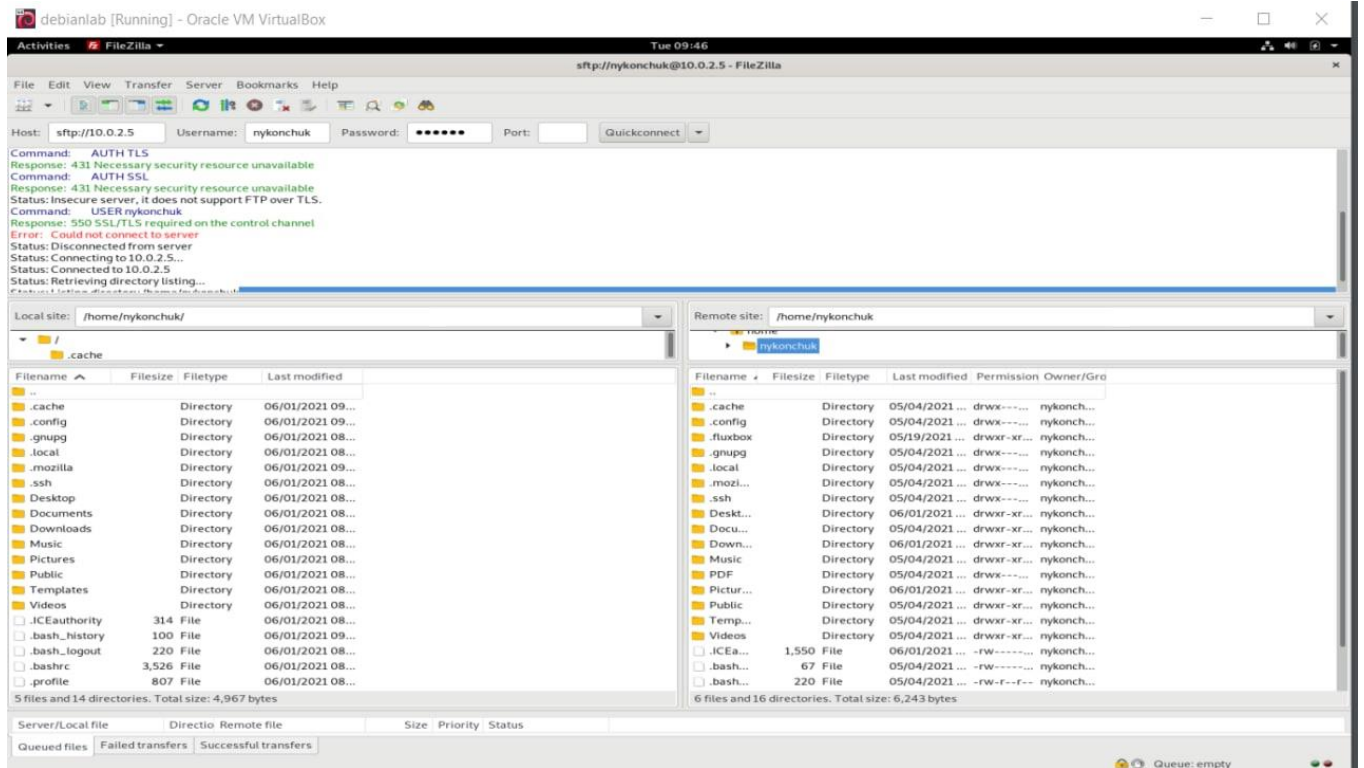 debianlab [Running] - Oracle VM VirtualBox
Activities FileZilla Tue 09:46
sftp://nykonchuk@10.0.2.5 - FileZilla
File Edit View Transfer Server Bookmarks Help
Host: sftp://10.0.2.5 Username: nykonchuk Password: ●●●●●● Port: Quickconnect
Command: AUTH TLS
Response: 431 Necessary security resource unavailable
Command: AUTH SSL
Response: 431 Necessary security resource unavailable
Status: Insecure server, it does not support FTP over TLS.
Command: USER nykonchuk
Response: 550 SSL/TLS required on the control channel
Error: Could not connect to server
Status: Disconnected from server
Status: Connecting to 10.0.2.5...
Status: Connected to 10.0.2.5
Status: Retrieving directory listing...
Status: Listing directory /home/nykonchuk
Local site: /home/nykonchuk/
/
.cache
Filename Filesize Filetype Last modified
..
.cache Directory 06/01/2021 09...
.config Directory 06/01/2021 09...
.gnupg Directory 06/01/2021 08...
.local Directory 06/01/2021 08...
.mozilla Directory 06/01/2021 09...
.ssh Directory 06/01/2021 08...
Desktop Directory 06/01/2021 08...
Documents Directory 06/01/2021 08...
Downloads Directory 06/01/2021 08...
Music Directory 06/01/2021 08...
Pictures Directory 06/01/2021 08...
Public Directory 06/01/2021 08...
Templates Directory 06/01/2021 08...
Videos Directory 06/01/2021 08...
.ICEauthority 314 File 06/01/2021 08...
.bash_history 100 File 06/01/2021 09...
.bash_logout 220 File 06/01/2021 08...
.bashrc 3,526 File 06/01/2021 08...
.profile 807 File 06/01/2021 08...
5 files and 14 directories. Total size: 4,967 bytes
Remote site: /home/nykonchuk
home
nykonchuk
Filename Filesize Filetype Last modified Permission Owner/Gro
..
.cache Directory 05/04/2021 ... drwx---... nykonch...
.config Directory 05/04/2021 ... drwx---... nykonch...
.fluxbox Directory 05/19/2021 ... drwxr-xr... nykonch...
.gnupg Directory 05/04/2021 ... drwx---... nykonch...
.local Directory 05/04/2021 ... drwx---... nykonch...
.mozi... Directory 05/04/2021 ... drwx---... nykonch...
.ssh Directory 05/04/2021 ... drwx---... nykonch...
Deskt... Directory 06/01/2021 ... drwxr-xr... nykonch...
Docu... Directory 05/04/2021 ... drwxr-xr... nykonch...
Down... Directory 06/01/2021 ... drwxr-xr... nykonch...
Music Directory 05/04/2021 ... drwxr-xr... nykonch...
PDF Directory 05/04/2021 ... drwx---... nykonch...
Pictur... Directory 06/01/2021 ... drwxr-xr... nykonch...
Public Directory 05/04/2021 ... drwxr-xr... nykonch...
Temp... Directory 05/04/2021 ... drwxr-xr... nykonch...
Videos Directory 05/04/2021 ... drwxr-xr... nykonch...
.ICEa... 1,550 File 06/01/2021 ... -rw-----... nykonch...
.bash... 67 File 05/04/2021 ... -rw-----... nykonch...
.bash... 220 File 05/04/2021 ... -rw-r--r-- nykonch...
6 files and 16 directories. Total size: 6,243 bytes
Server/Local file Directio Remote file Size Priority Status
Queued files Failed transfers Successful transfers
Queue: empty